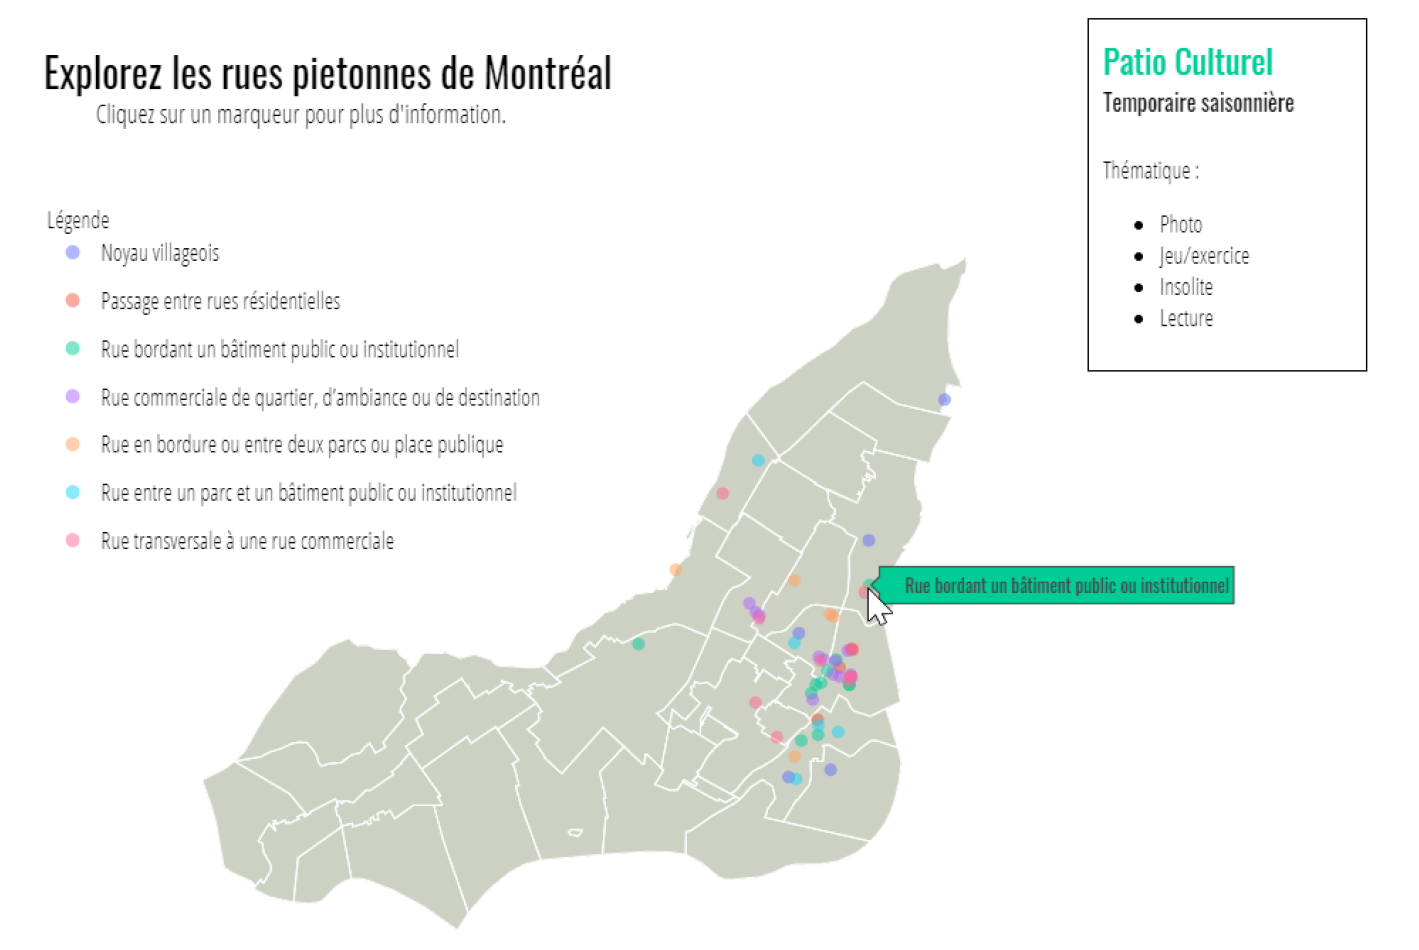 Explorez les rues pietonnes de Montréal
Cliquez sur un marqueur pour plus d'information.
Légende
Noyau villageois
Passage entre rues résidentielles
Rue bordant un bâtiment public ou institutionnel
Rue commerciale de quartier, d’ambiance ou de destination
Rue en bordure ou entre deux parcs ou place publique
Rue entre un parc et un bâtiment public ou institutionnel
Rue transversale à une rue commerciale
Patio Culturel
Temporaire saisonnière
Thématique :
Photo
Jeu/exercice
Insolite
Lecture
Rue bordant un bâtiment public ou institutionnel